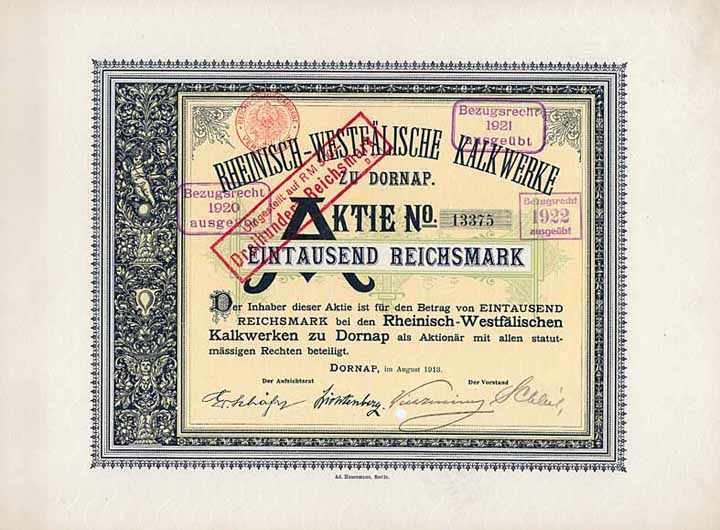 Bezugsrecht
1921
ausgeübt
RHEINISCH-WESTFÄLISCHE KALKWERKE
ZU DORNAP.
Bezugsrecht
1920
ausgeübt
Umgestellt auf R.M.
Dreihundert Reichsmark
Bezugsrecht
1922
ausgeübt
AKTIE No. 13375
EINTAUSEND REICHSMARK
Der Inhaber dieser Aktie ist für den Betrag von EINTAUSEND
REICHSMARK bei den Rheinisch-Westfälischen
Kalkwerken zu Dornap als Aktionär mit allen statut-
mässigen Rechten beteiligt.
DORNAP, im August 1913.
Der Aufsichtsrat Der Vorstand
Lichtenberg
Ad. Haussmann, Berlin.